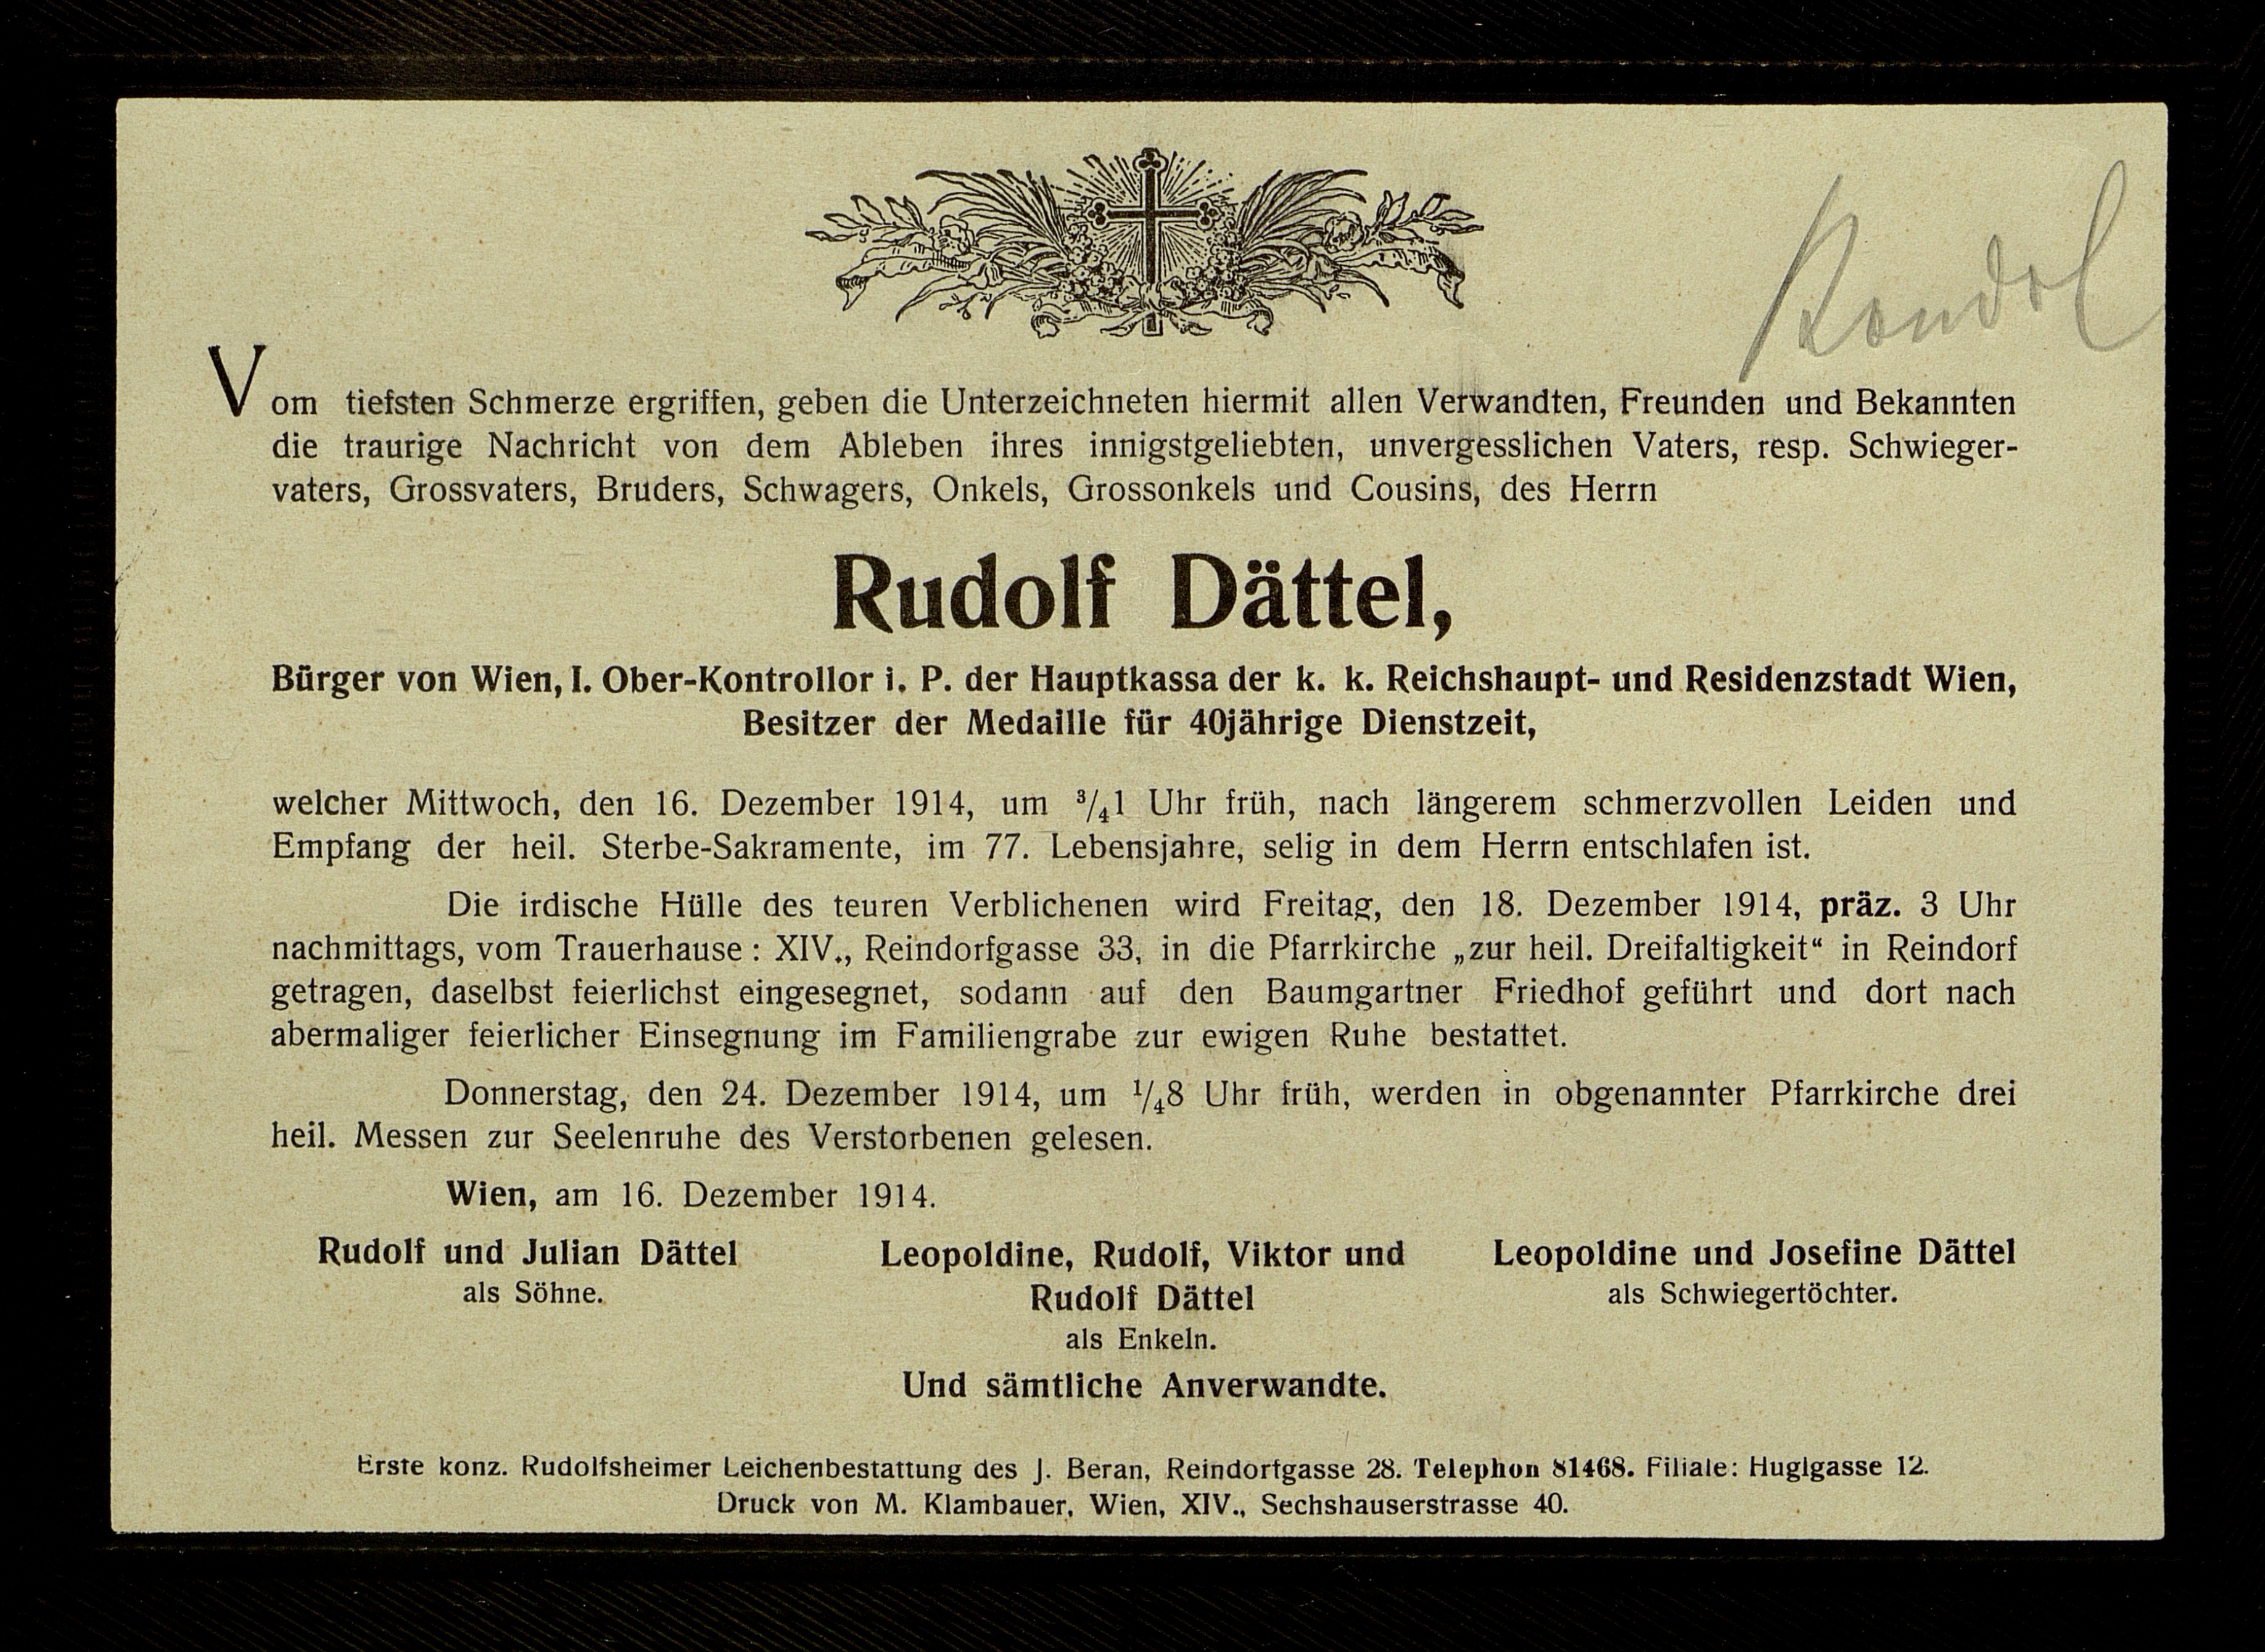 Vom tiefsten Schmerze ergriffen, geben die Unterzeichneten hiermit allen Verwandten, Freunden und Bekannten
die traurige Nachricht von dem Ableben ihres innigstgeliebten, unvergesslichen Vaters, resp. Schwieger-
vaters, Grossvaters, Bruders, Schwagers, Onkels, Grossonkels und Cousins, des Herrn
Rudolf Dättel,
Bürger von Wien, I. Ober-Kontrollor i. P. der Hauptkassa der k. k. Reichshaupt- und Residenzstadt Wien,
Besitzer der Medaille für 40jährige Dienstzeit,
welcher Mittwoch, den 16. Dezember 1914, um 3/4 1 Uhr früh, nach längerem schmerzvollen Leiden und
Empfang der heil. Sterbe-Sakramente, im 77. Lebensjahre, selig in dem Herrn entschlafen ist.
Die irdische Hülle des teuren Verblichenen wird Freitag, den 18. Dezember 1914, präz. 3 Uhr
nachmittags, vom Trauerhause: XIV., Reindorfgasse 33, in die Pfarrkirche „zur heil. Dreifaltigkeit“ in Reindorf
getragen, daselbst feierlichst eingesegnet, sodann auf den Baumgartner Friedhof geführt und dort nach
abermaliger feierlicher Einsegnung im Familiengrabe zur ewigen Ruhe bestattet.
Donnerstag, den 24. Dezember 1914, um 1/4 8 Uhr früh, werden in obgenannter Pfarrkirche drei
heil. Messen zur Seelenruhe des Verstorbenen gelesen.
Wien, am 16. Dezember 1914.
Rudolf und Julian Dättel
als Söhne.
Leopoldine, Rudolf, Viktor und
Rudolf Dättel
als Enkeln.
Leopoldine und Josefine Dättel
als Schwiegertöchter.
Und sämtliche Anverwandte.
Erste konz. Rudolfsheimer Leichenbestattung des J. Beran, Reindorfgasse 28. Telephon 81468. Filiale: Huglgasse 12.
Druck von M. Klambauer, Wien, XIV., Sechshauserstrasse 40.